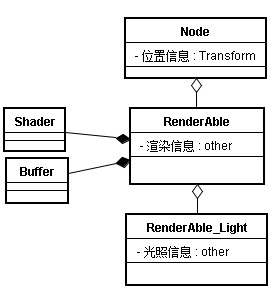 Node
- 位置信息 : Transform
Shader
RenderAble
- 渲染信息 : other
Buffer
RenderAble_Light
- 光照信息 : other